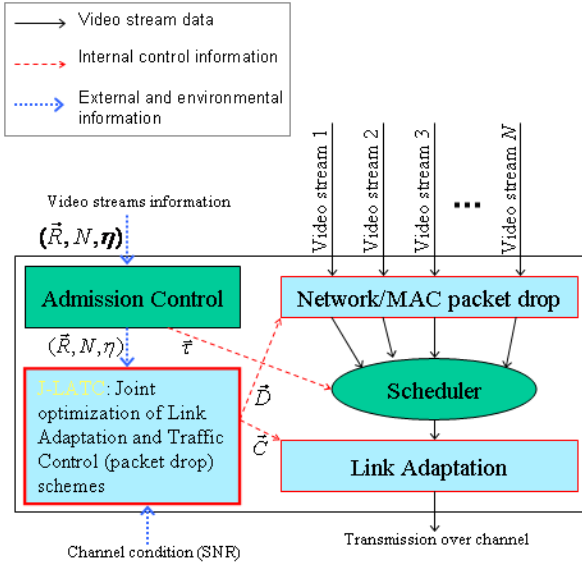 Video stream data
Internal control information
External and environmental
information
Video stream 1
Video stream 2
Video stream 3
...
Video stream N
Video streams information
(R⃗, N, η)
Admission Control
Network/MAC packet drop
(R⃗, N, η)
τ⃗
Scheduler
J-LATC: Joint
optimization of Link
Adaptation and Traffic
Control (packet drop)
schemes
D⃗
C⃗
Link Adaptation
Transmission over channel
Channel condition (SNR)